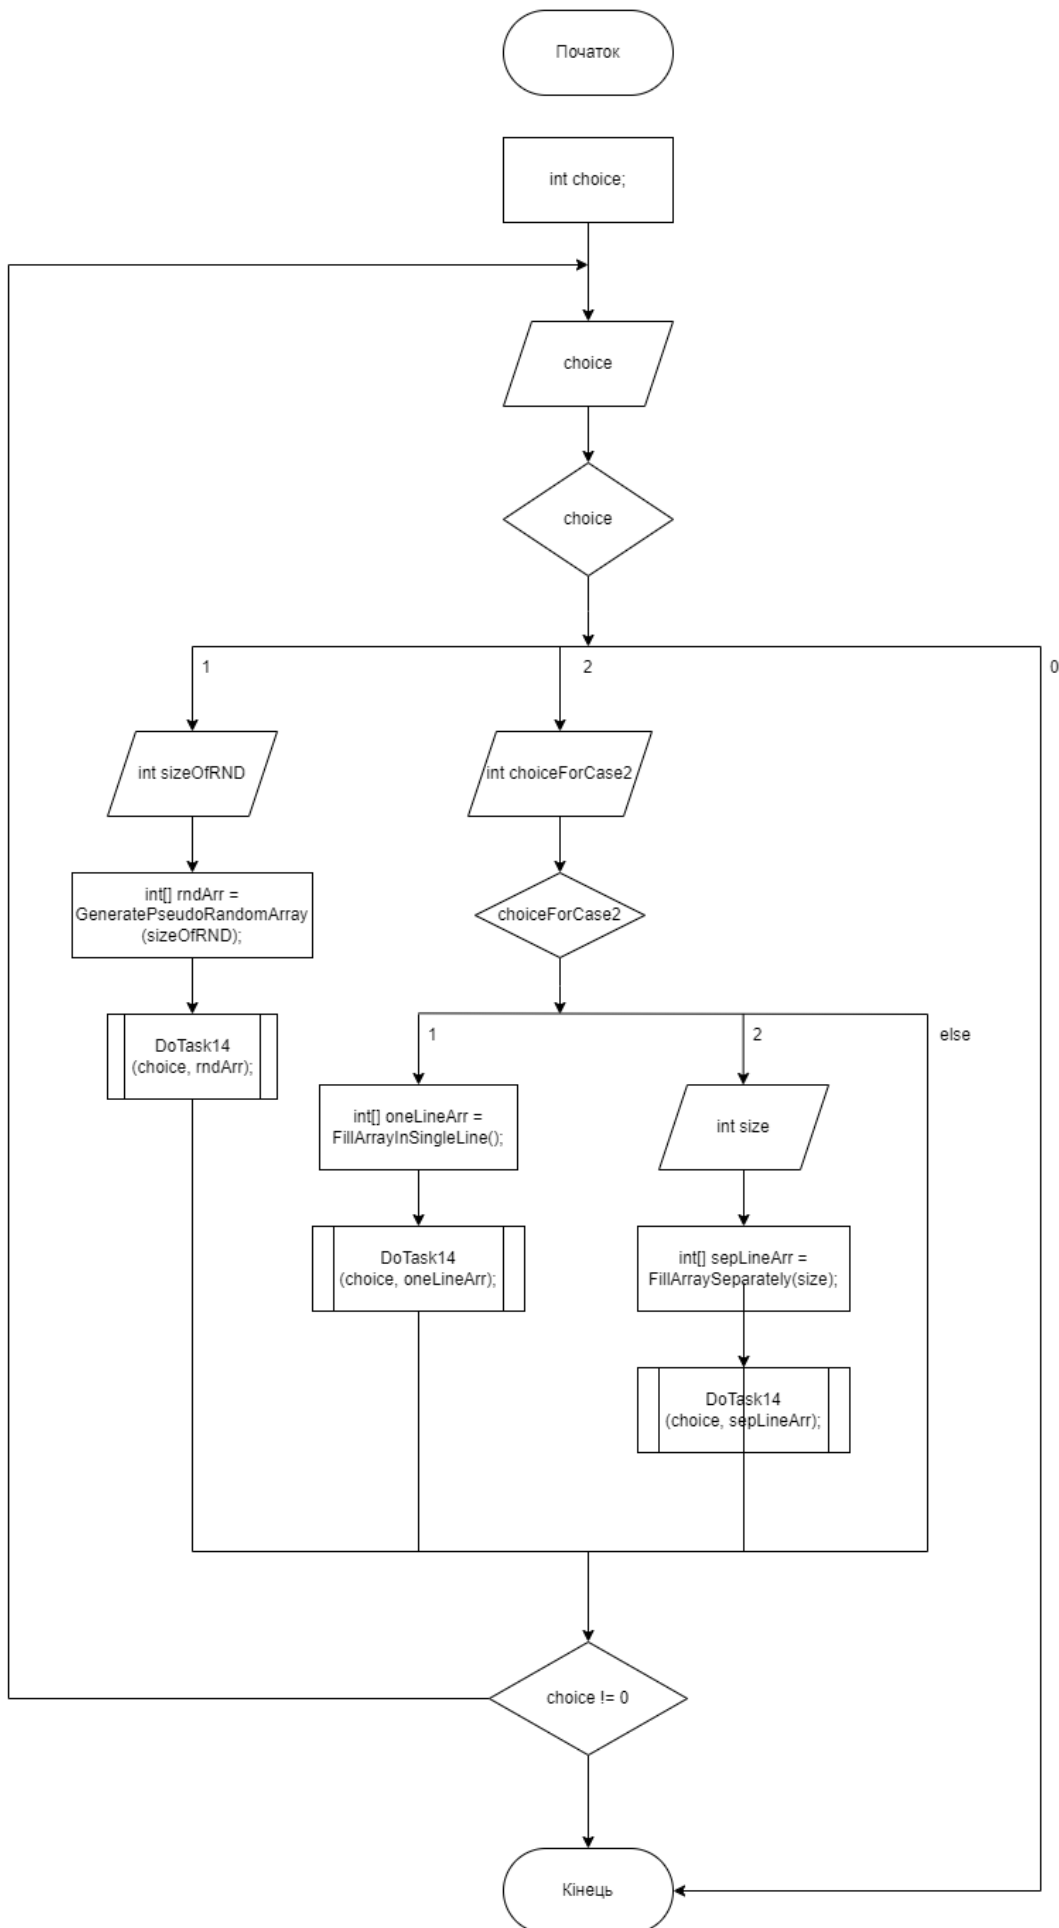 Початок
int choice;
choice
choice
1
2
0
int sizeOfRND
int choiceForCase2
int[] rndArr =
GeneratePseudoRandomArray
(sizeOfRND);
choiceForCase2
DoTask14
(choice, rndArr);
1
2
else
int[] oneLineArr =
FillArrayInSingleLine();
int size
DoTask14
(choice, oneLineArr);
int[] sepLineArr =
FillArraySeparately(size);
DoTask14
(choice, sepLineArr);
choice != 0
Кінець